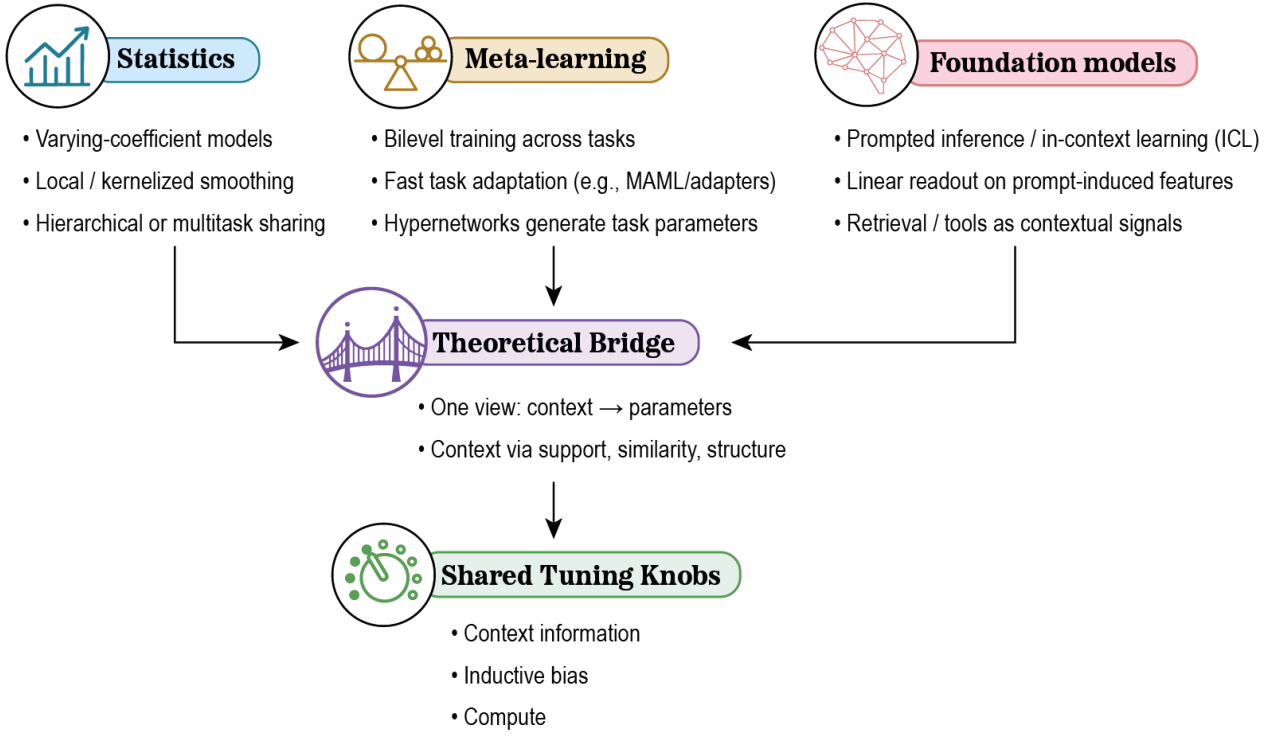 Statistics
• Varying-coefficient models
• Local / kernelized smoothing
• Hierarchical or multitask sharing
Meta-learning
• Bilevel training across tasks
• Fast task adaptation (e.g., MAML/adapters)
• Hypernetworks generate task parameters
Foundation models
• Prompted inference / in-context learning (ICL)
• Linear readout on prompt-induced features
• Retrieval / tools as contextual signals
Theoretical Bridge
• One view: context → parameters
• Context via support, similarity, structure
Shared Tuning Knobs
• Context information
• Inductive bias
• Compute